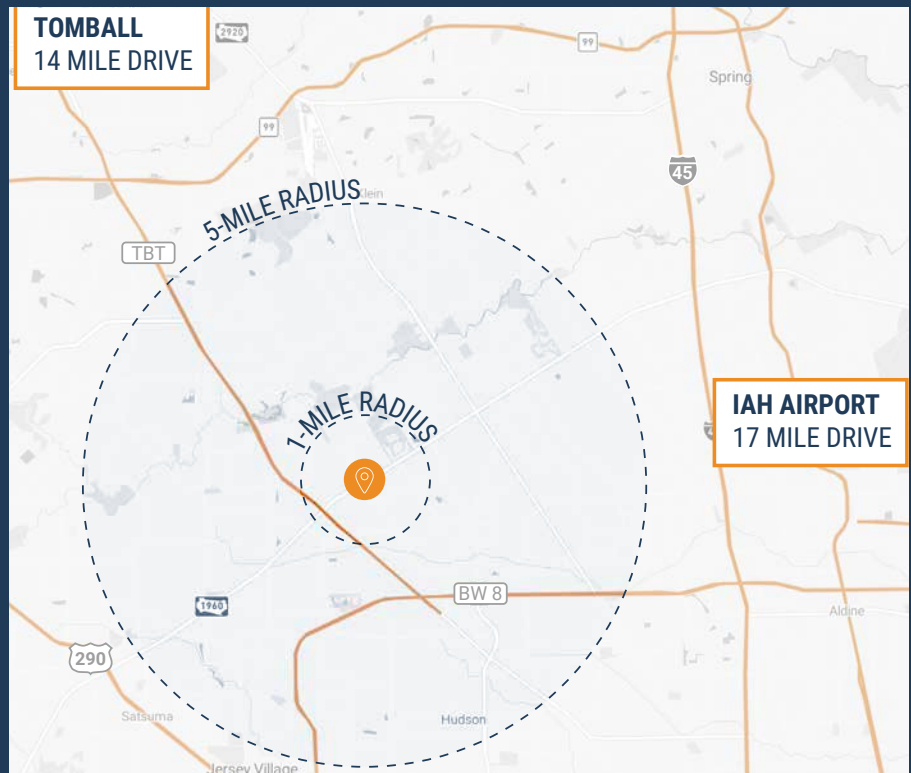 TOMBALL
14 MILE DRIVE
2920
99
Spring
99
45
Klein
5-MILE RADIUS
TBT
1-MILE RADIUS
IAH AIRPORT
17 MILE DRIVE
BW 8
1960
Aldine
290
Satsuma
Hudson
Jersey Village